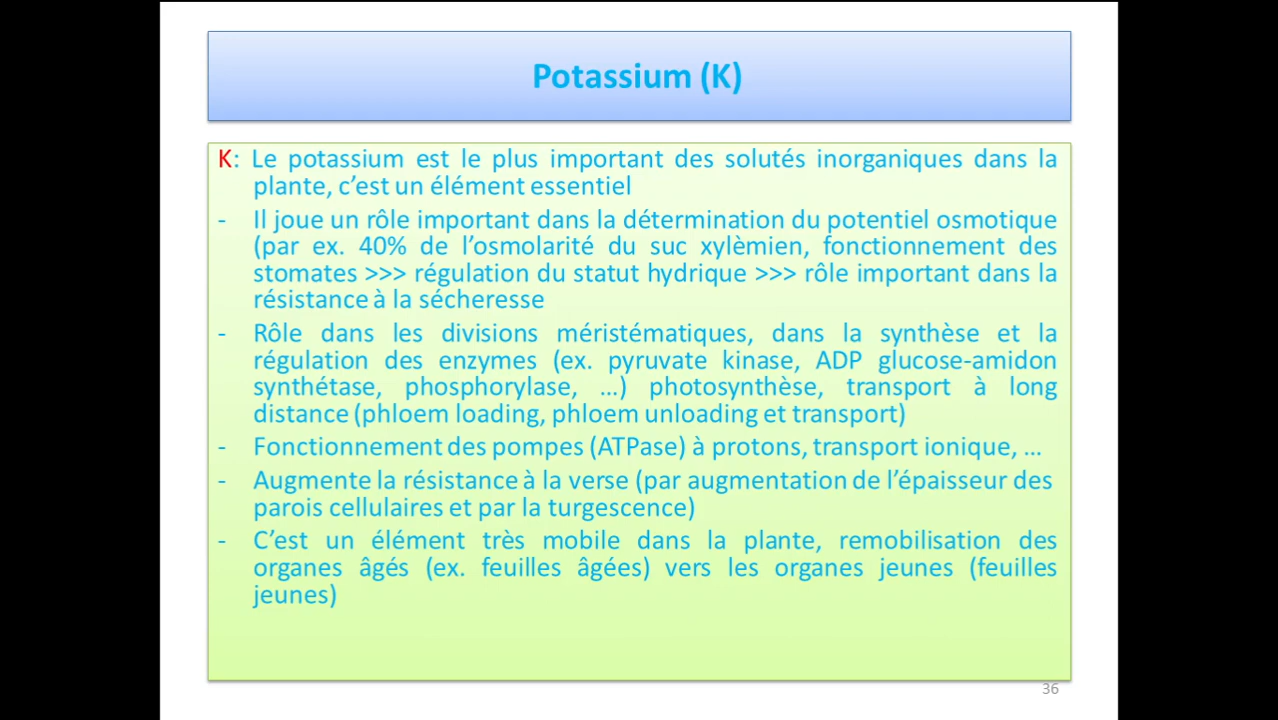 Potassium (K)
K: Le potassium est le plus important des solutés inorganiques dans la
plante, c’est un élément essentiel
- Il joue un rôle important dans la détermination du potentiel osmotique
(par ex. 40% de l’osmolarité du suc xylèmien, fonctionnement des
stomates >>> régulation du statut hydrique >>> rôle important dans la
résistance à la sécheresse
- Rôle dans les divisions méristématiques, dans la synthèse et la
régulation des enzymes (ex. pyruvate kinase, ADP glucose-amidon
synthétase, phosphorylase, …) photosynthèse, transport à long
distance (phloem loading, phloem unloading et transport)
- Fonctionnement des pompes (ATPase) à protons, transport ionique, …
- Augmente la résistance à la verse (par augmentation de l’épaisseur des
parois cellulaires et par la turgescence)
- C’est un élément très mobile dans la plante, remobilisation des
organes âgés (ex. feuilles âgées) vers les organes jeunes (feuilles
jeunes)
36